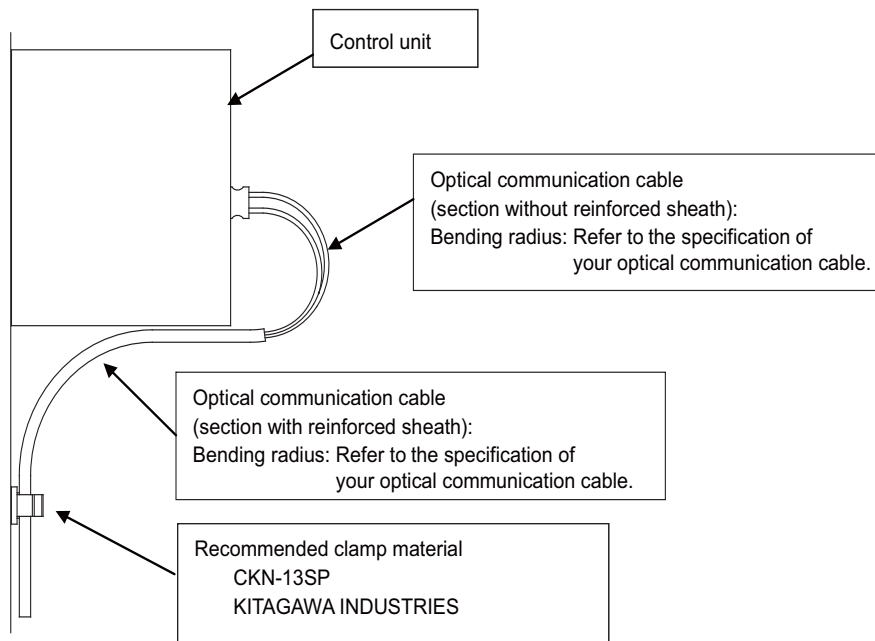 Control unit
Optical communication cable
(section without reinforced sheath):
Bending radius: Refer to the specification of
your optical communication cable.
Optical communication cable
(section with reinforced sheath):
Bending radius: Refer to the specification of
your optical communication cable.
Recommended clamp material
CKN-13SP
KITAGAWA INDUSTRIES